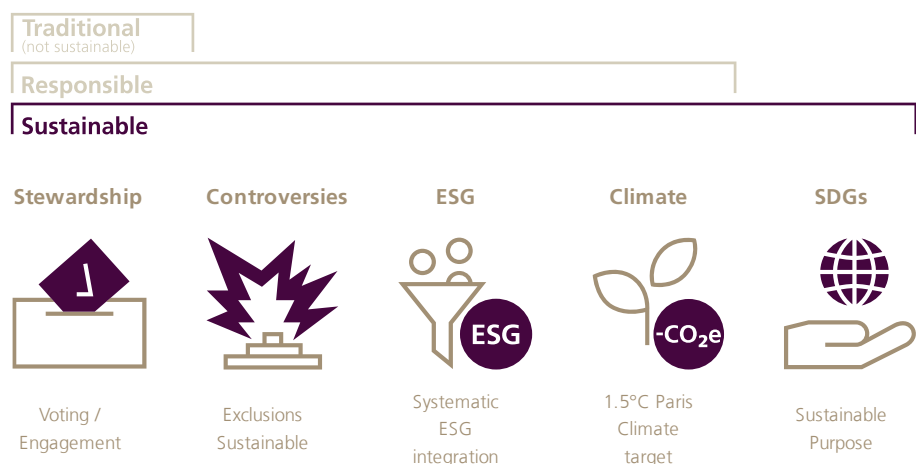 Traditional
(not sustainable)
Responsible
Sustainable
Stewardship Controversies ESG Climate SDGs
ESG -CO₂e
Voting /
Engagement
Exclusions
Sustainable
Systematic
ESG
integration
1.5°C Paris
Climate
target
Sustainable
Purpose